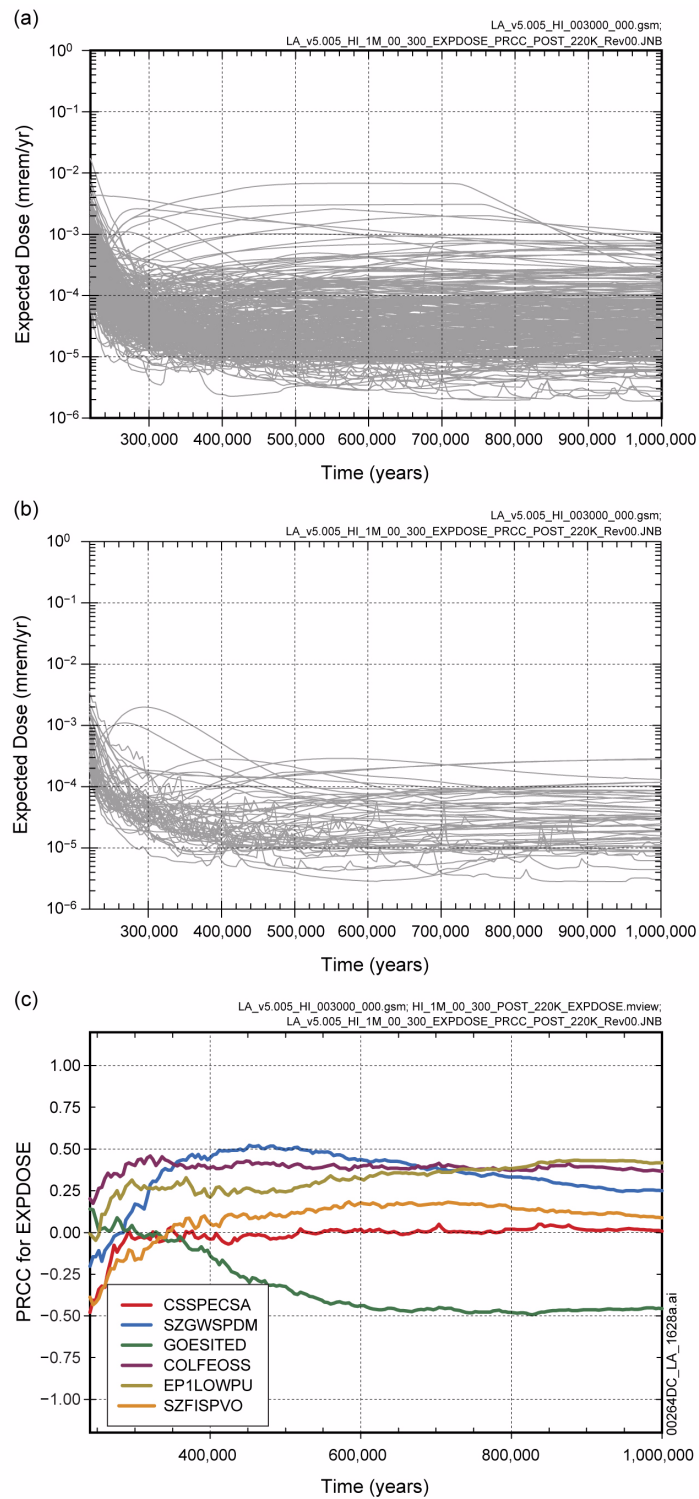 (a)
LA_v5.005_HI_003000_000.gsm;
LA_v5.005_HI_1M_00_300_EXPDOSE_PRCC_POST_220K_Rev00.JNB
10⁰
10⁻¹
10⁻²
10⁻³
10⁻⁴
10⁻⁵
10⁻⁶
Expected Dose (mrem/yr)
300,000 400,000 500,000 600,000 700,000 800,000 900,000 1,000,000
Time (years)
(b)
LA_v5.005_HI_003000_000.gsm;
LA_v5.005_HI_1M_00_300_EXPDOSE_PRCC_POST_220K_Rev00.JNB
10⁰
10⁻¹
10⁻²
10⁻³
10⁻⁴
10⁻⁵
10⁻⁶
Expected Dose (mrem/yr)
300,000 400,000 500,000 600,000 700,000 800,000 900,000 1,000,000
Time (years)
(c)
LA_v5.005_HI_003000_000.gsm; HI_1M_00_300_POST_220K_EXPDOSE.mview;
LA_v5.005_HI_1M_00_300_EXPDOSE_PRCC_POST_220K_Rev00.JNB
1.00
0.75
0.50
0.25
0.00
−0.25
−0.50
−0.75
−1.00
PRCC for EXPDOSE
CSSPECSA
SZGWSPDM
GOESITED
COLFEOSS
EP1LOWPU
SZFISPVO
400,000 600,000 800,000 1,000,000
Time (years)
00264DC_LA_1628a.ai